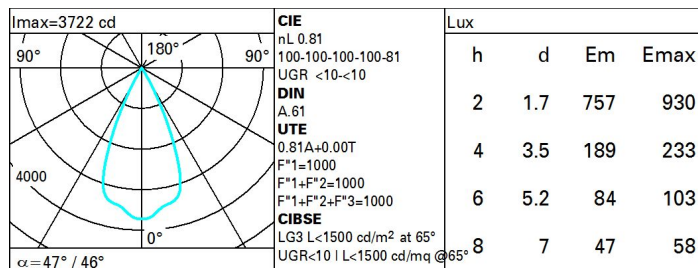 Imax=3722 cd
90°
180°
90°
4000
0°
α=47° / 46°
CIE
nL 0.81
100-100-100-100-81
UGR <10-<10
DIN
A.61
UTE
0.81A+0.00T
F"1=1000
F"1+F"2=1000
F"1+F"2+F"3=1000
CIBSE
LG3 L<1500 cd/m² at 65°
UGR<10 | L<1500 cd/mq @65°
Lux
h d Em Emax
2 1.7 757 930
4 3.5 189 233
6 5.2 84 103
8 7 47 58